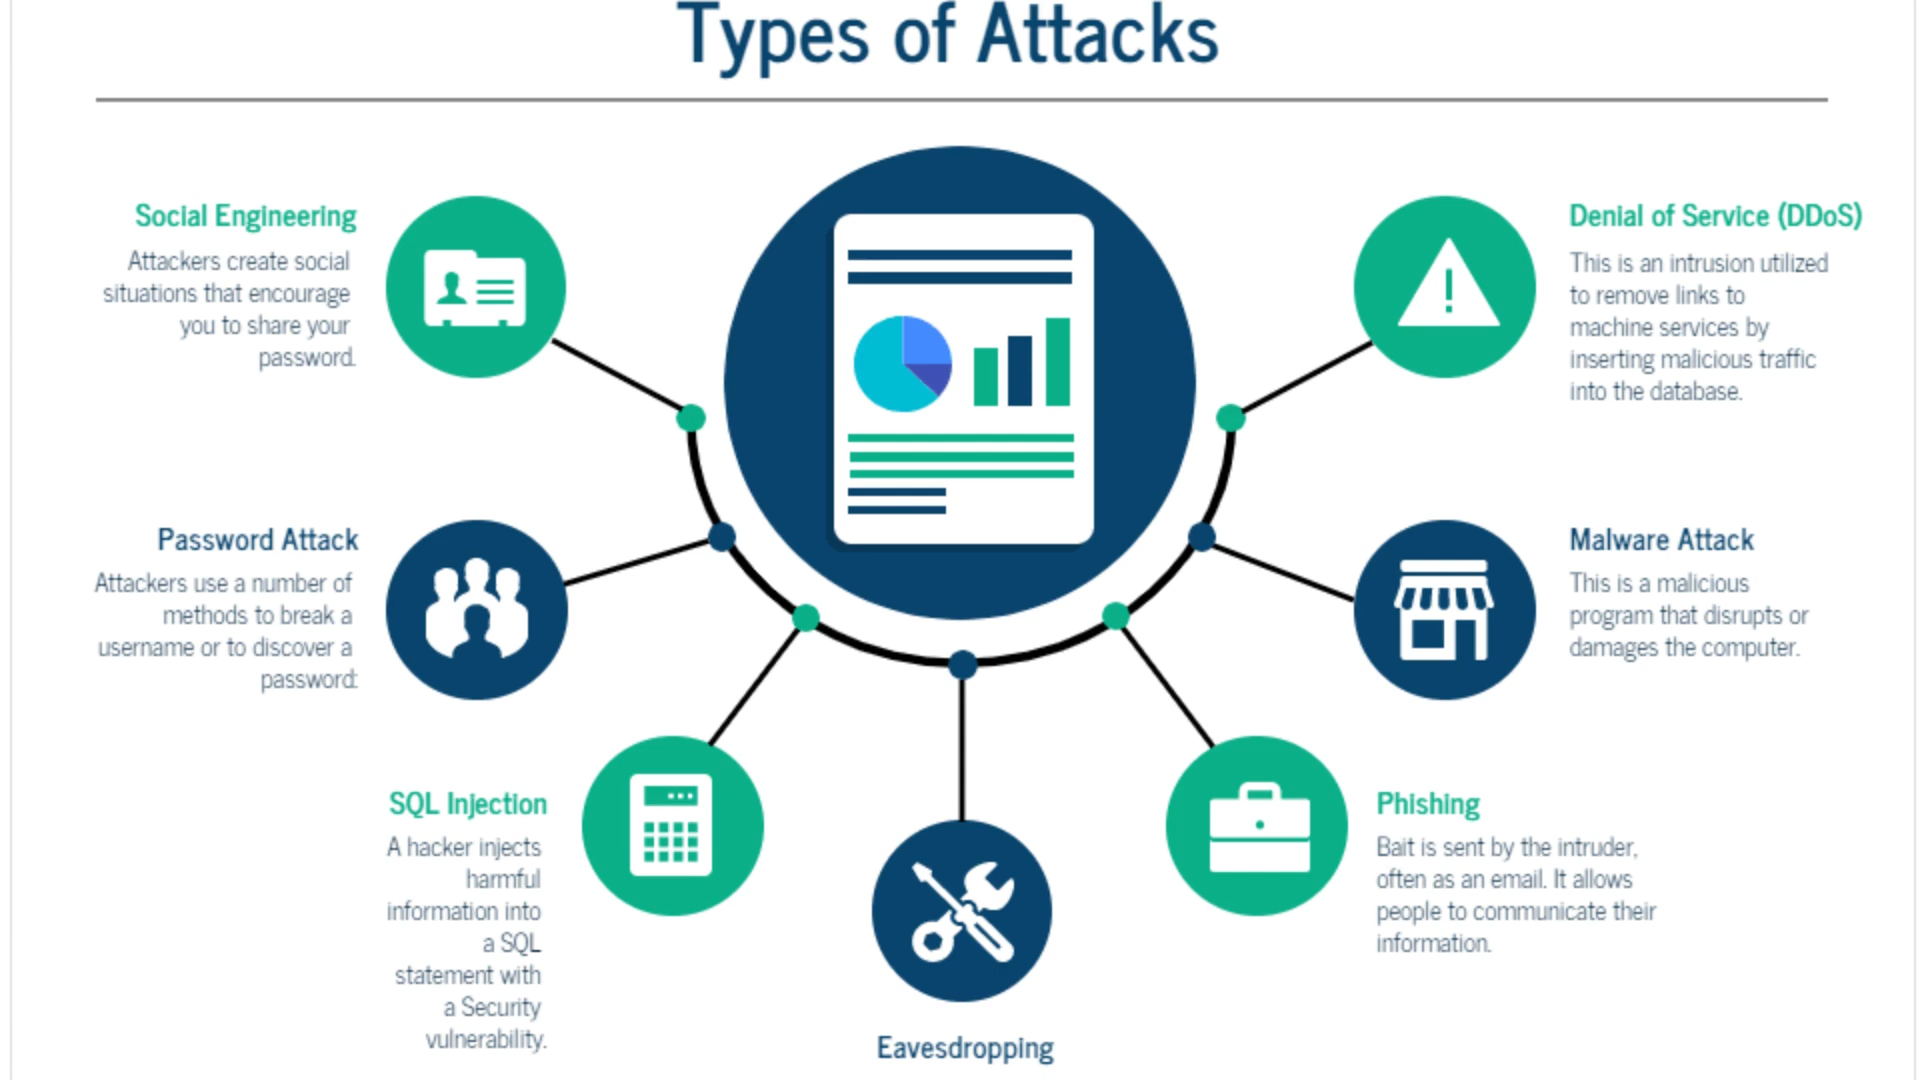 Types of Attacks
Social Engineering
Attackers create social
situations that encourage
you to share your
password.
Password Attack
Attackers use a number of
methods to break a
username or to discover a
password:
SQL Injection
A hacker injects
harmful
information into
a SQL
statement with
a Security
vulnerability.
Eavesdropping
Phishing
Bait is sent by the intruder,
often as an email. It allows
people to communicate their
information.
Malware Attack
This is a malicious
program that disrupts or
damages the computer.
Denial of Service (DDoS)
This is an intrusion utilized
to remove links to
machine services by
inserting malicious traffic
into the database.